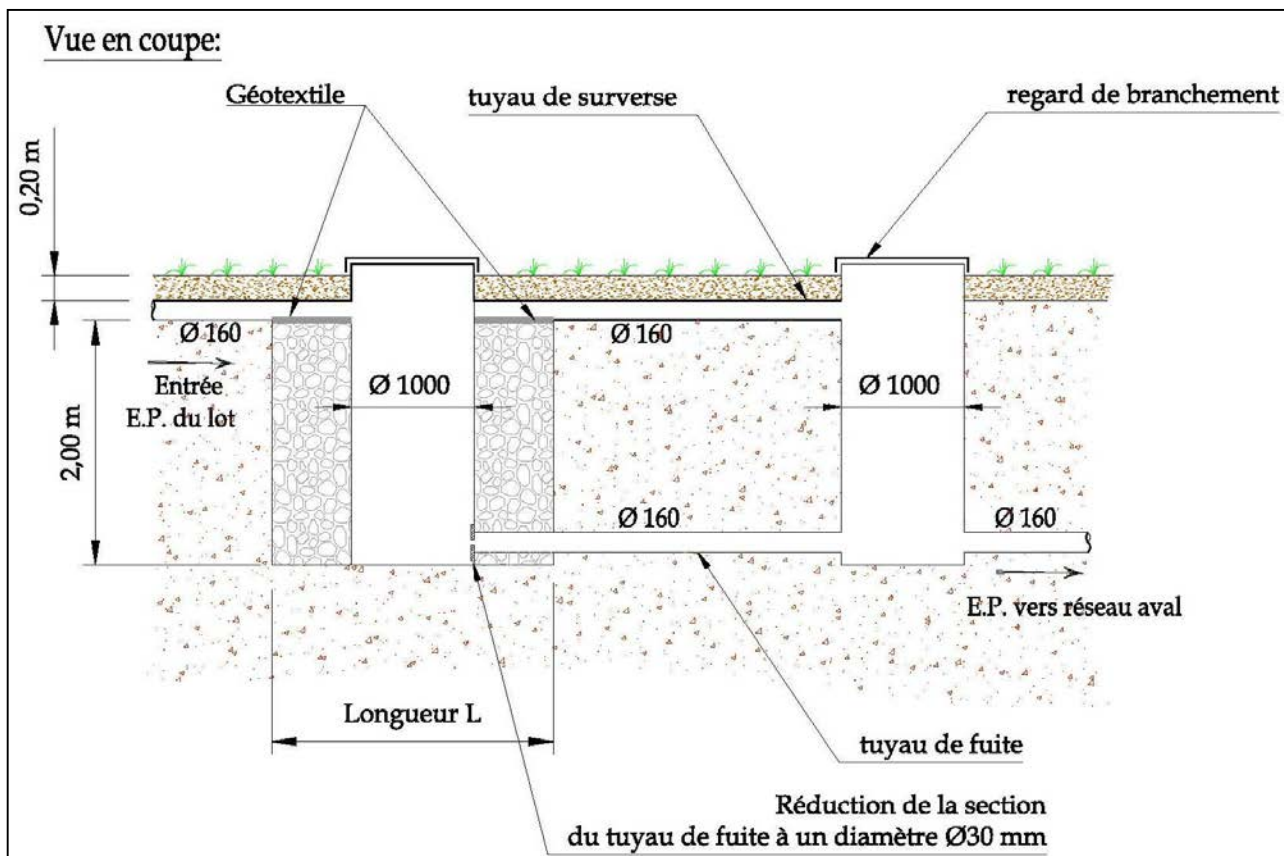 Vue en coupe:
Géotextile
tuyau de surverse
regard de branchement
0,20 m
Ø 160
Ø 160
Entrée
E.P. du lot
Ø 1000
Ø 1000
2,00 m
Ø 160
Ø 160
E.P. vers réseau aval
Longueur L
tuyau de fuite
Réduction de la section
du tuyau de fuite à un diamètre Ø30 mm